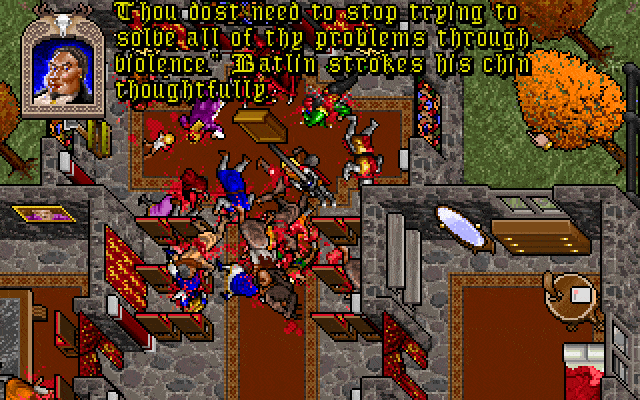 Thou dost need to stop trying to
solve all of thy problems through
violence." Batlin strokes his chin
thoughtfully.